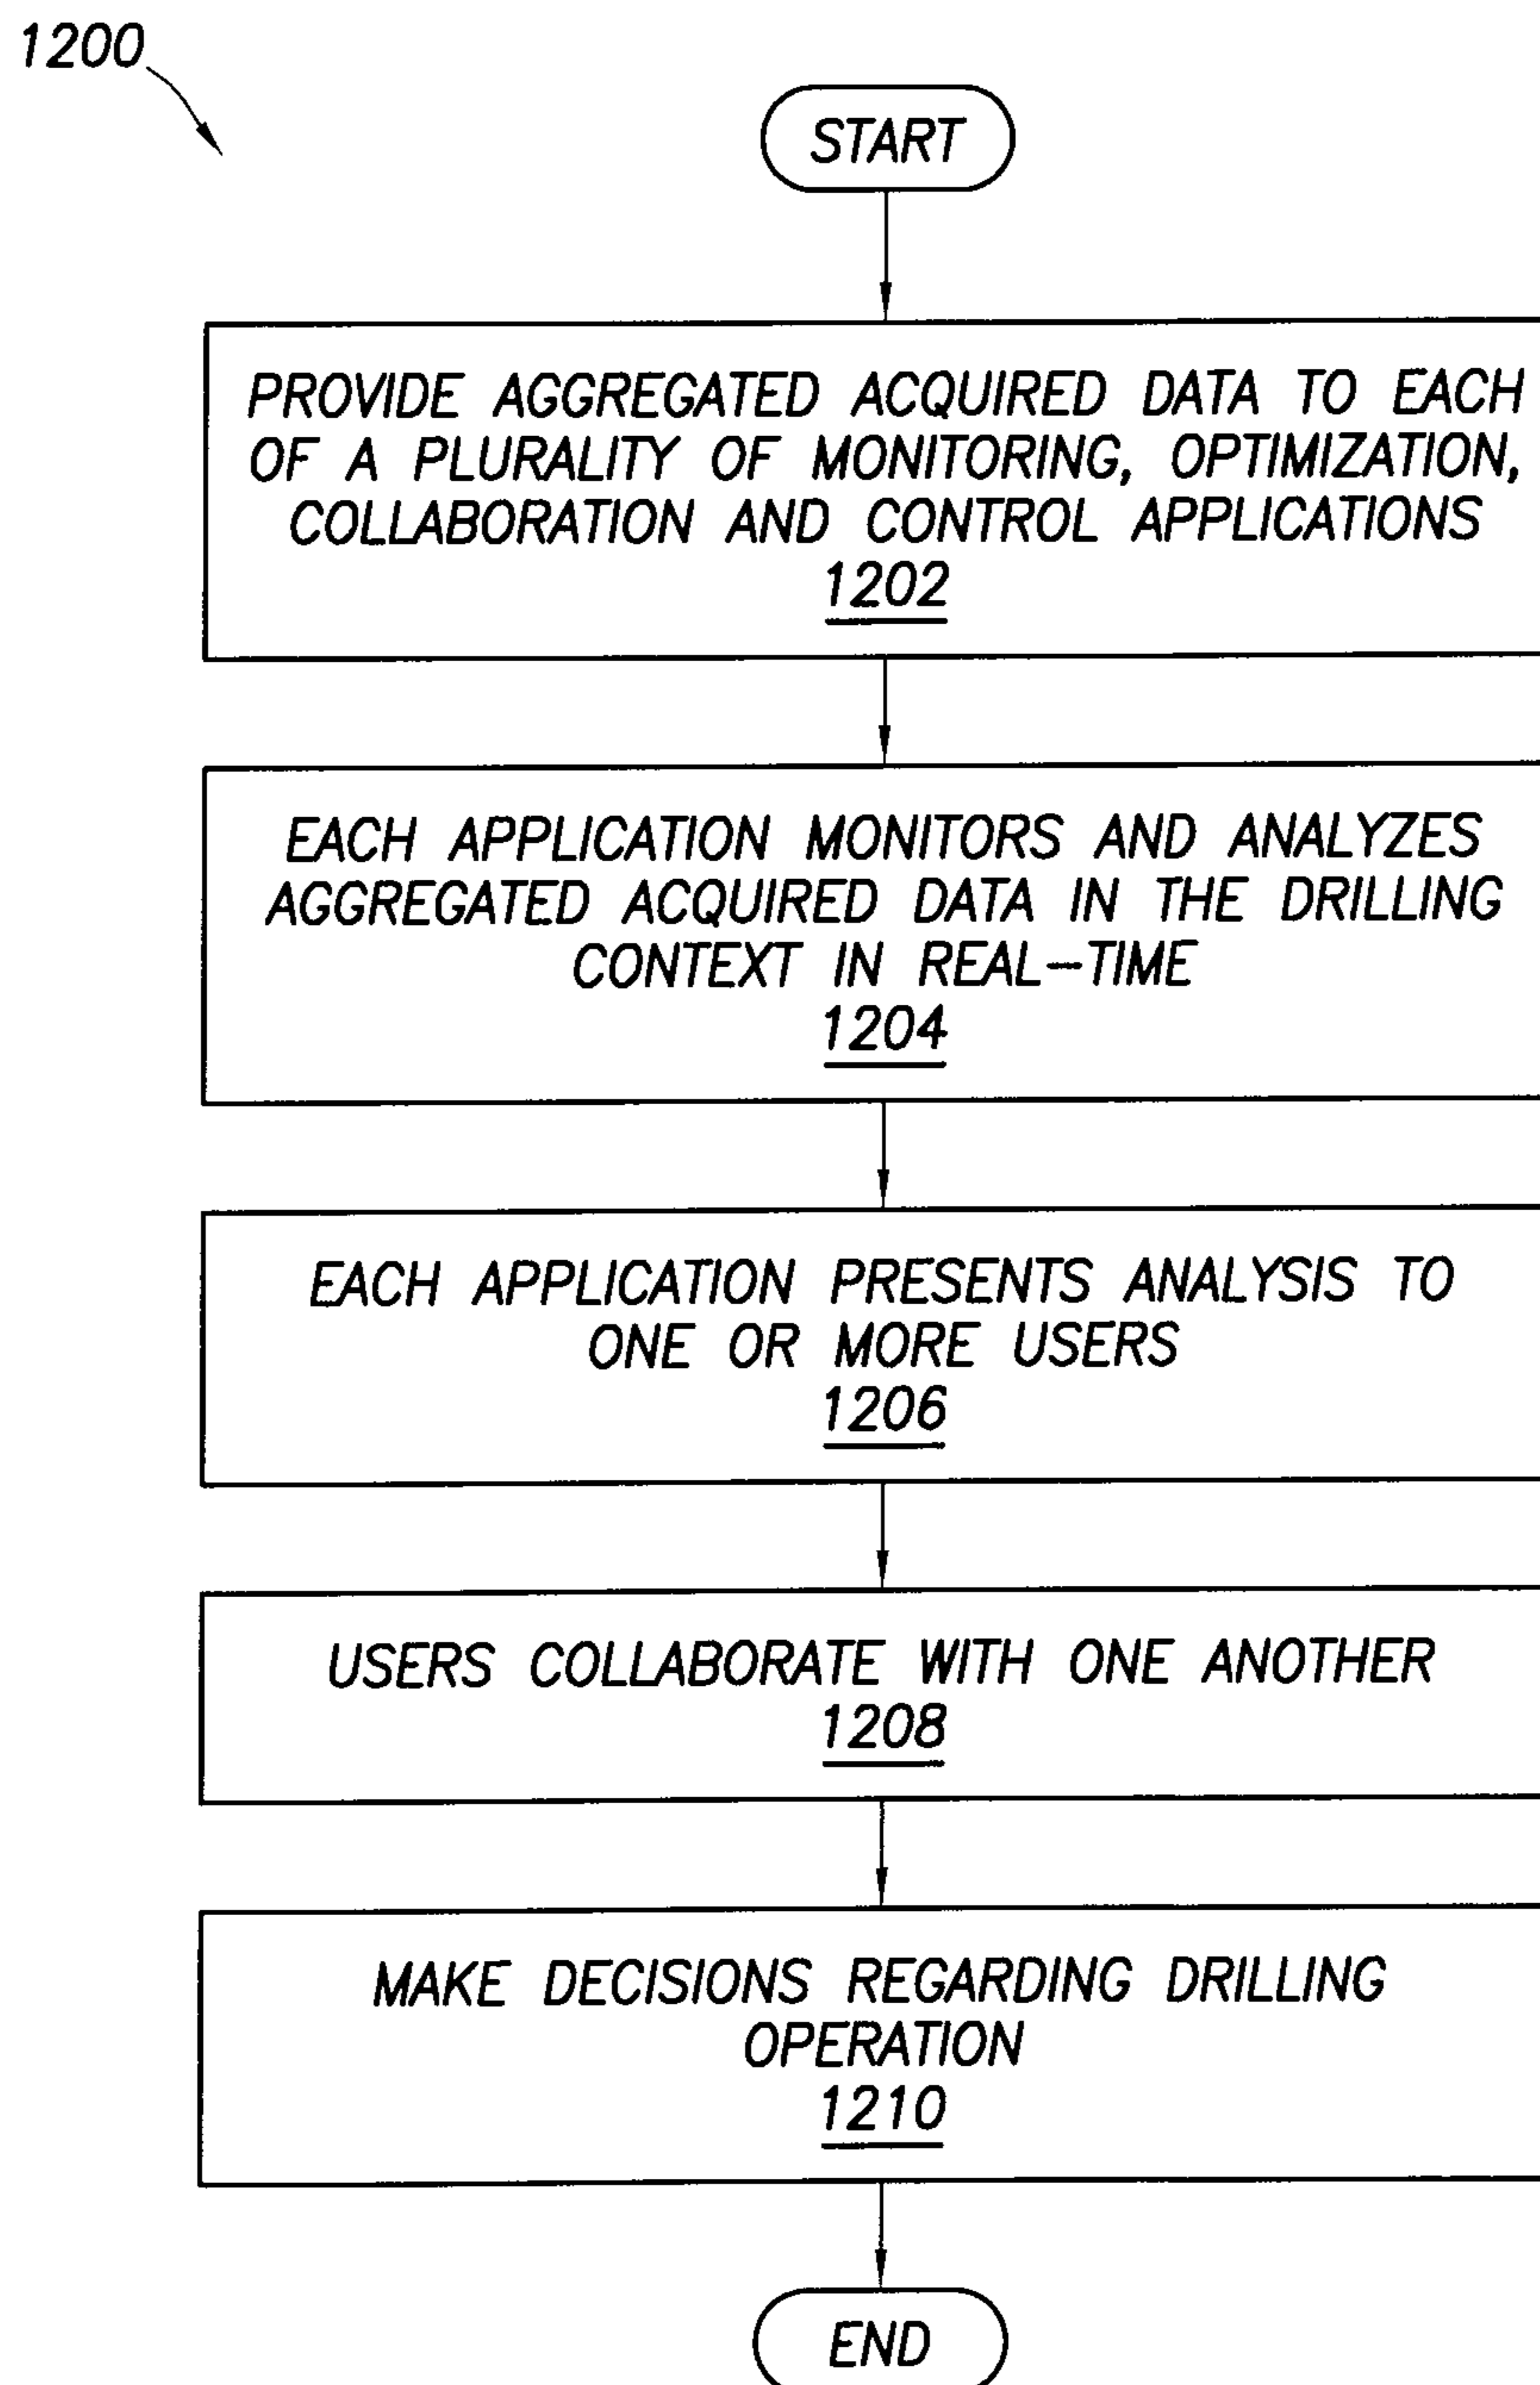 1200
START
PROVIDE AGGREGATED ACQUIRED DATA TO EACH
OF A PLURALITY OF MONITORING, OPTIMIZATION,
COLLABORATION AND CONTROL APPLICATIONS
1202
EACH APPLICATION MONITORS AND ANALYZES
AGGREGATED ACQUIRED DATA IN THE DRILLING
CONTEXT IN REAL-TIME
1204
EACH APPLICATION PRESENTS ANALYSIS TO
ONE OR MORE USERS
1206
USERS COLLABORATE WITH ONE ANOTHER
1208
MAKE DECISIONS REGARDING DRILLING
OPERATION
1210
END